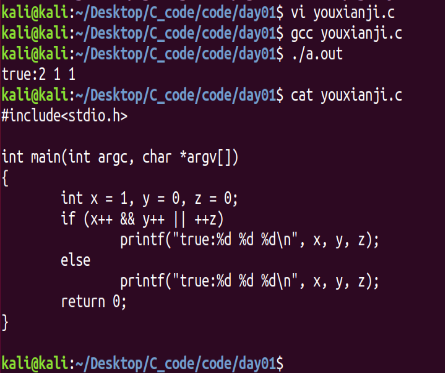 kali@kali:~/Desktop/C_code/code/day01$ vi youxianji.c
kali@kali:~/Desktop/C_code/code/day01$ gcc youxianji.c
kali@kali:~/Desktop/C_code/code/day01$ ./a.out
true:2 1 1
kali@kali:~/Desktop/C_code/code/day01$ cat youxianji.c
#include<stdio.h>
int main(int argc, char *argv[])
{
int x = 1, y = 0, z = 0;
if (x++ && y++ || ++z)
printf("true:%d %d %d\n", x, y, z);
else
printf("true:%d %d %d\n", x, y, z);
return 0;
}
kali@kali:~/Desktop/C_code/code/day01$